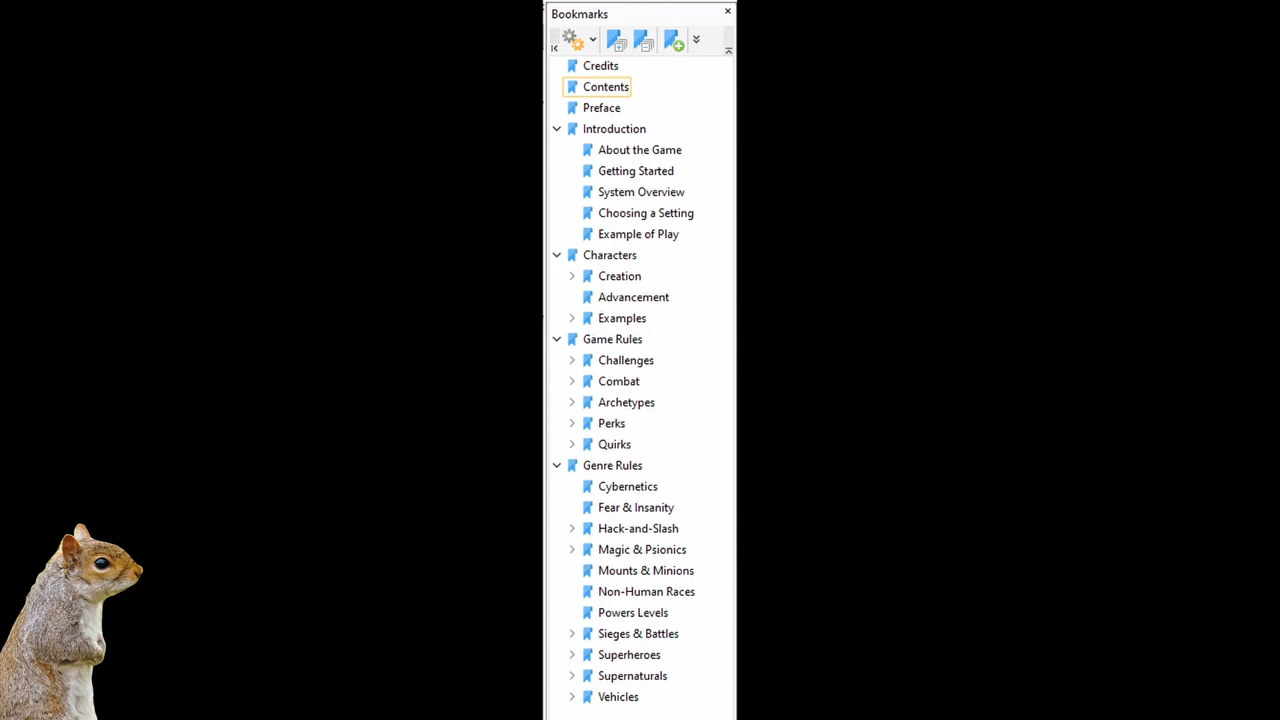 Bookmarks
Credits
Contents
Preface
Introduction
About the Game
Getting Started
System Overview
Choosing a Setting
Example of Play
Characters
Creation
Advancement
Examples
Game Rules
Challenges
Combat
Archetypes
Perks
Quirks
Genre Rules
Cybernetics
Fear & Insanity
Hack-and-Slash
Magic & Psionics
Mounts & Minions
Non-Human Races
Powers Levels
Sieges & Battles
Superheroes
Supernaturals
Vehicles